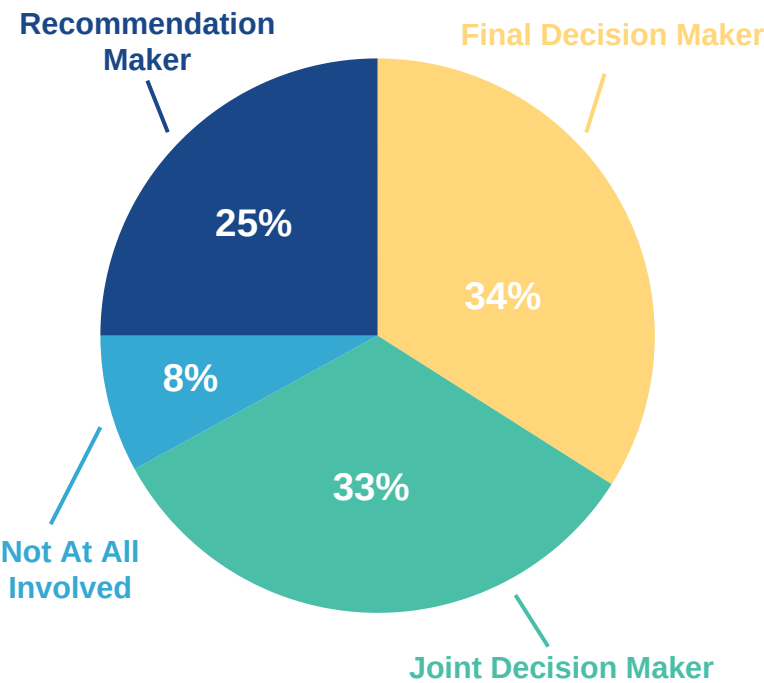 Recommendation
Maker
Final Decision Maker
25%
34%
8%
33%
Not At All
Involved
Joint Decision Maker